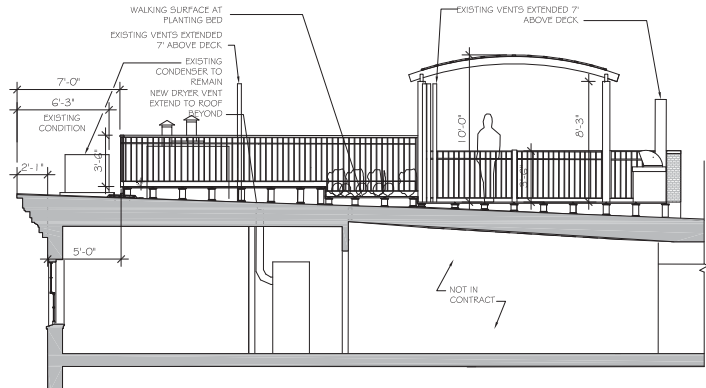 WALKING SURFACE AT
PLANTING BED
EXISTING VENTS EXTENDED 7'
ABOVE DECK
EXISTING VENTS EXTENDED
7' ABOVE DECK
EXISTING
CONDENSER TO
REMAIN
NEW DRYER VENT
EXTEND TO ROOF
BEYOND
7'-0"
6'-3"
EXISTING
CONDITION
2'-1"
3'-6"
10'-0"
8'-3"
3'-6"
5'-0"
NOT IN
CONTRACT